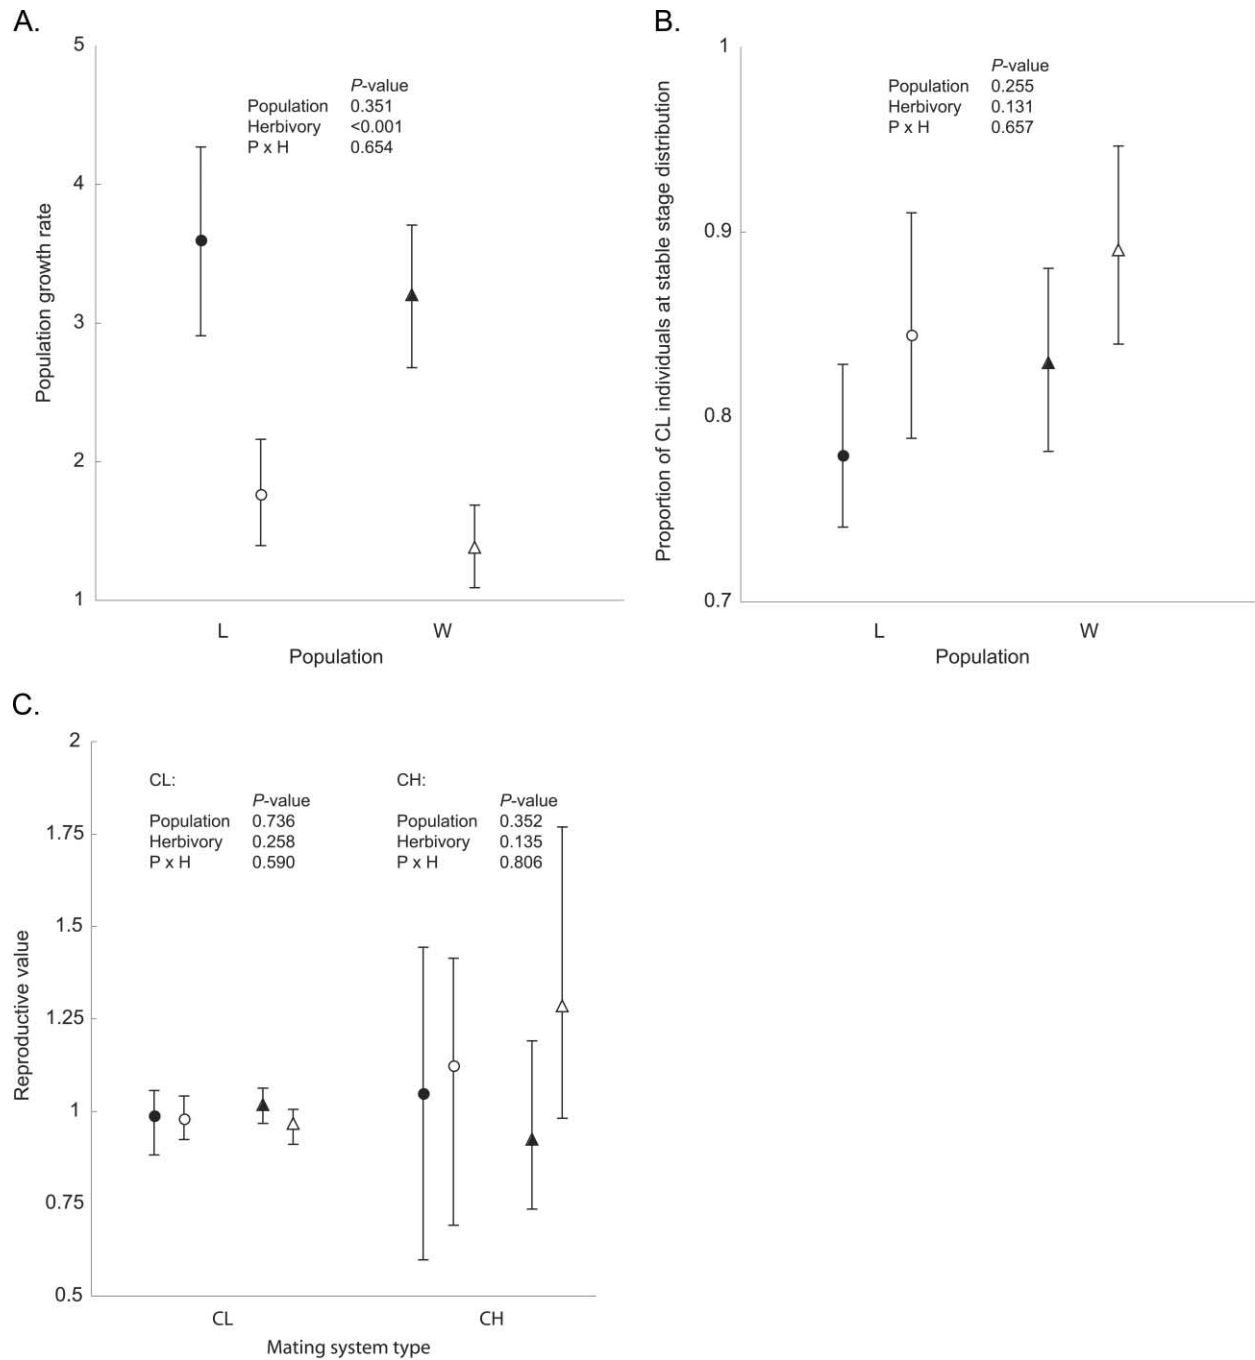 A.
5
4
3
2
1
Population growth rate
P-value
Population 0.351
Herbivory <0.001
P x H 0.654
L W
Population
B.
1
0.9
0.8
0.7
Proportion of CL individuals at stable stage distribution
P-value
Population 0.255
Herbivory 0.131
P x H 0.657
L W
Population
C.
2
1.75
1.5
1.25
1
0.75
0.5
Reproductive value
CL:
P-value
Population 0.736
Herbivory 0.258
P x H 0.590
CH:
P-value
Population 0.352
Herbivory 0.135
P x H 0.806
CL CH
Mating system type